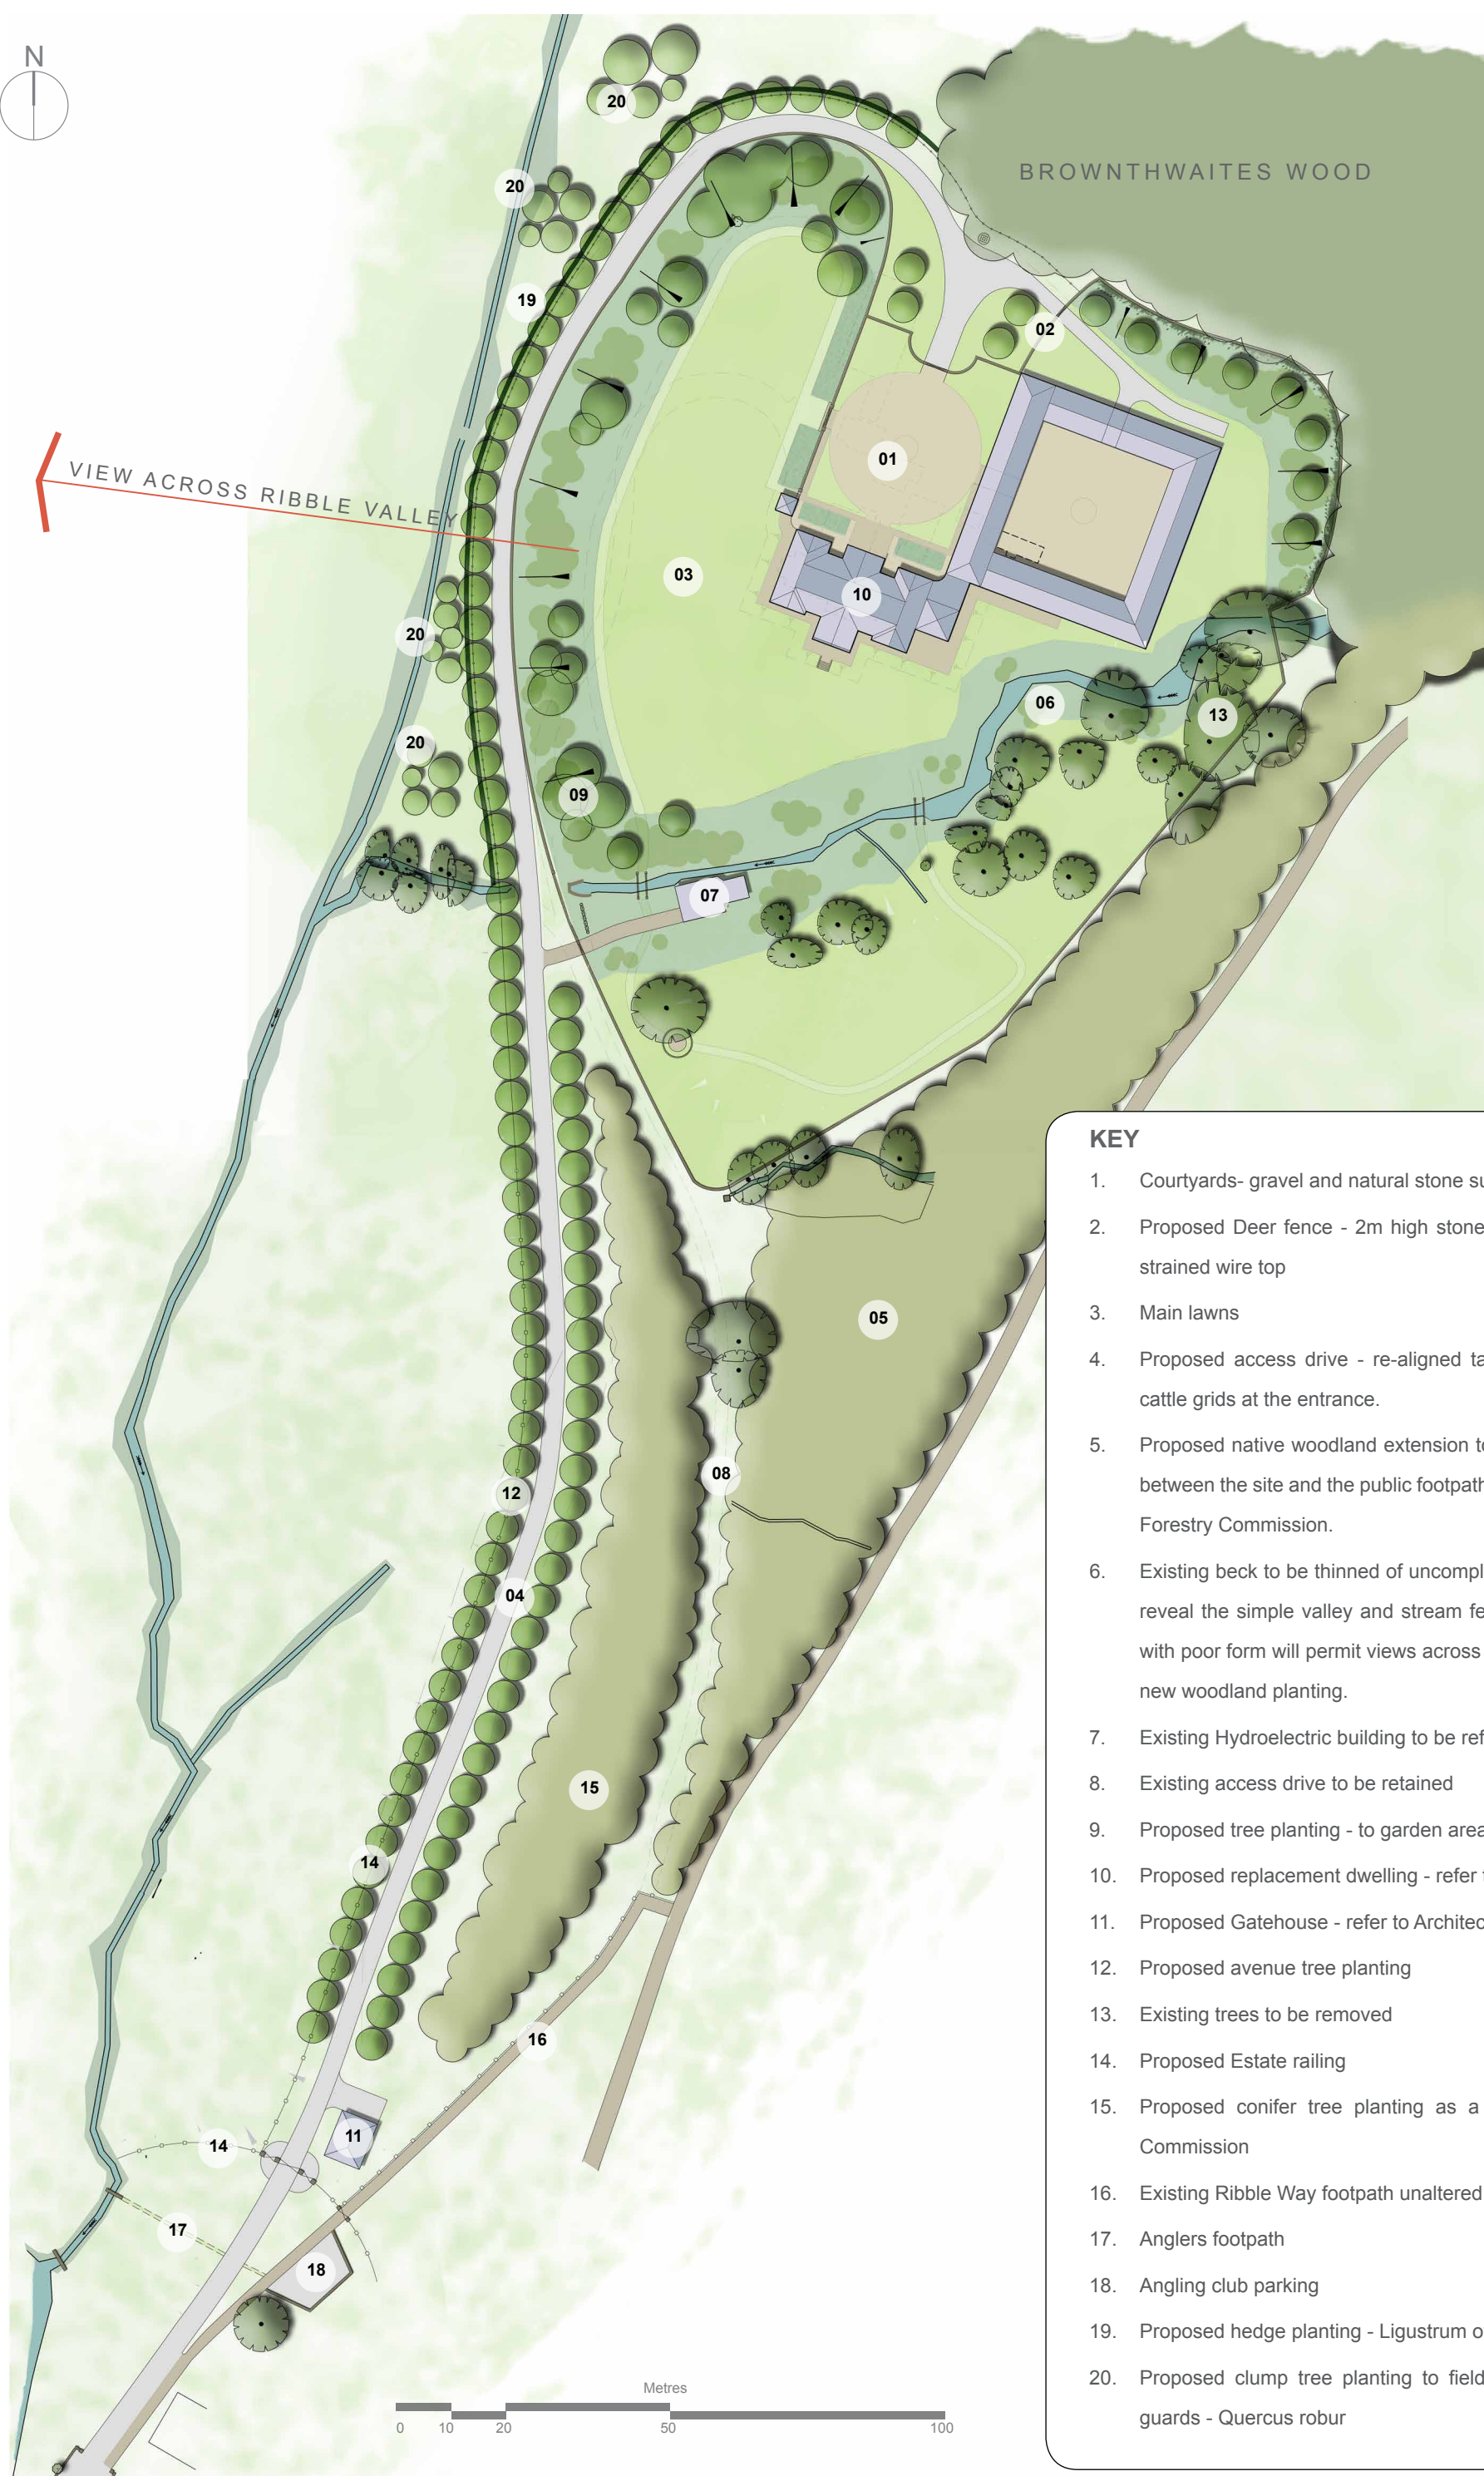 N
BROWNTHWAITES WOOD
VIEW ACROSS RIBBLE VALLEY
20
20
19
02
01
03
10
20
06
13
20
09
07
05
08
12
04
15
14
16
11
14
17
18
Metres
0 10 20 50 100
KEY
1. Courtyards- gravel and natural stone
2. Proposed Deer fence - 2m high stone
strained wire top
3. Main lawns
4. Proposed access drive - re-aligned
cattle grids at the entrance.
5. Proposed native woodland extension
between the site and the public footpath
Forestry Commission.
6. Existing beck to be thinned of
reveal the simple valley and stream
with poor form will permit views across
new woodland planting.
7. Existing Hydroelectric building to be
8. Existing access drive to be retained
9. Proposed tree planting - to garden area
10. Proposed replacement dwelling - refer
11. Proposed Gatehouse - refer to
12. Proposed avenue tree planting
13. Existing trees to be removed
14. Proposed Estate railing
15. Proposed conifer tree planting as a
Commission
16. Existing Ribble Way footpath unaltered
17. Anglers footpath
18. Angling club parking
19. Proposed hedge planting - Ligustrum
20. Proposed clump tree planting to field
guards - Quercus robur